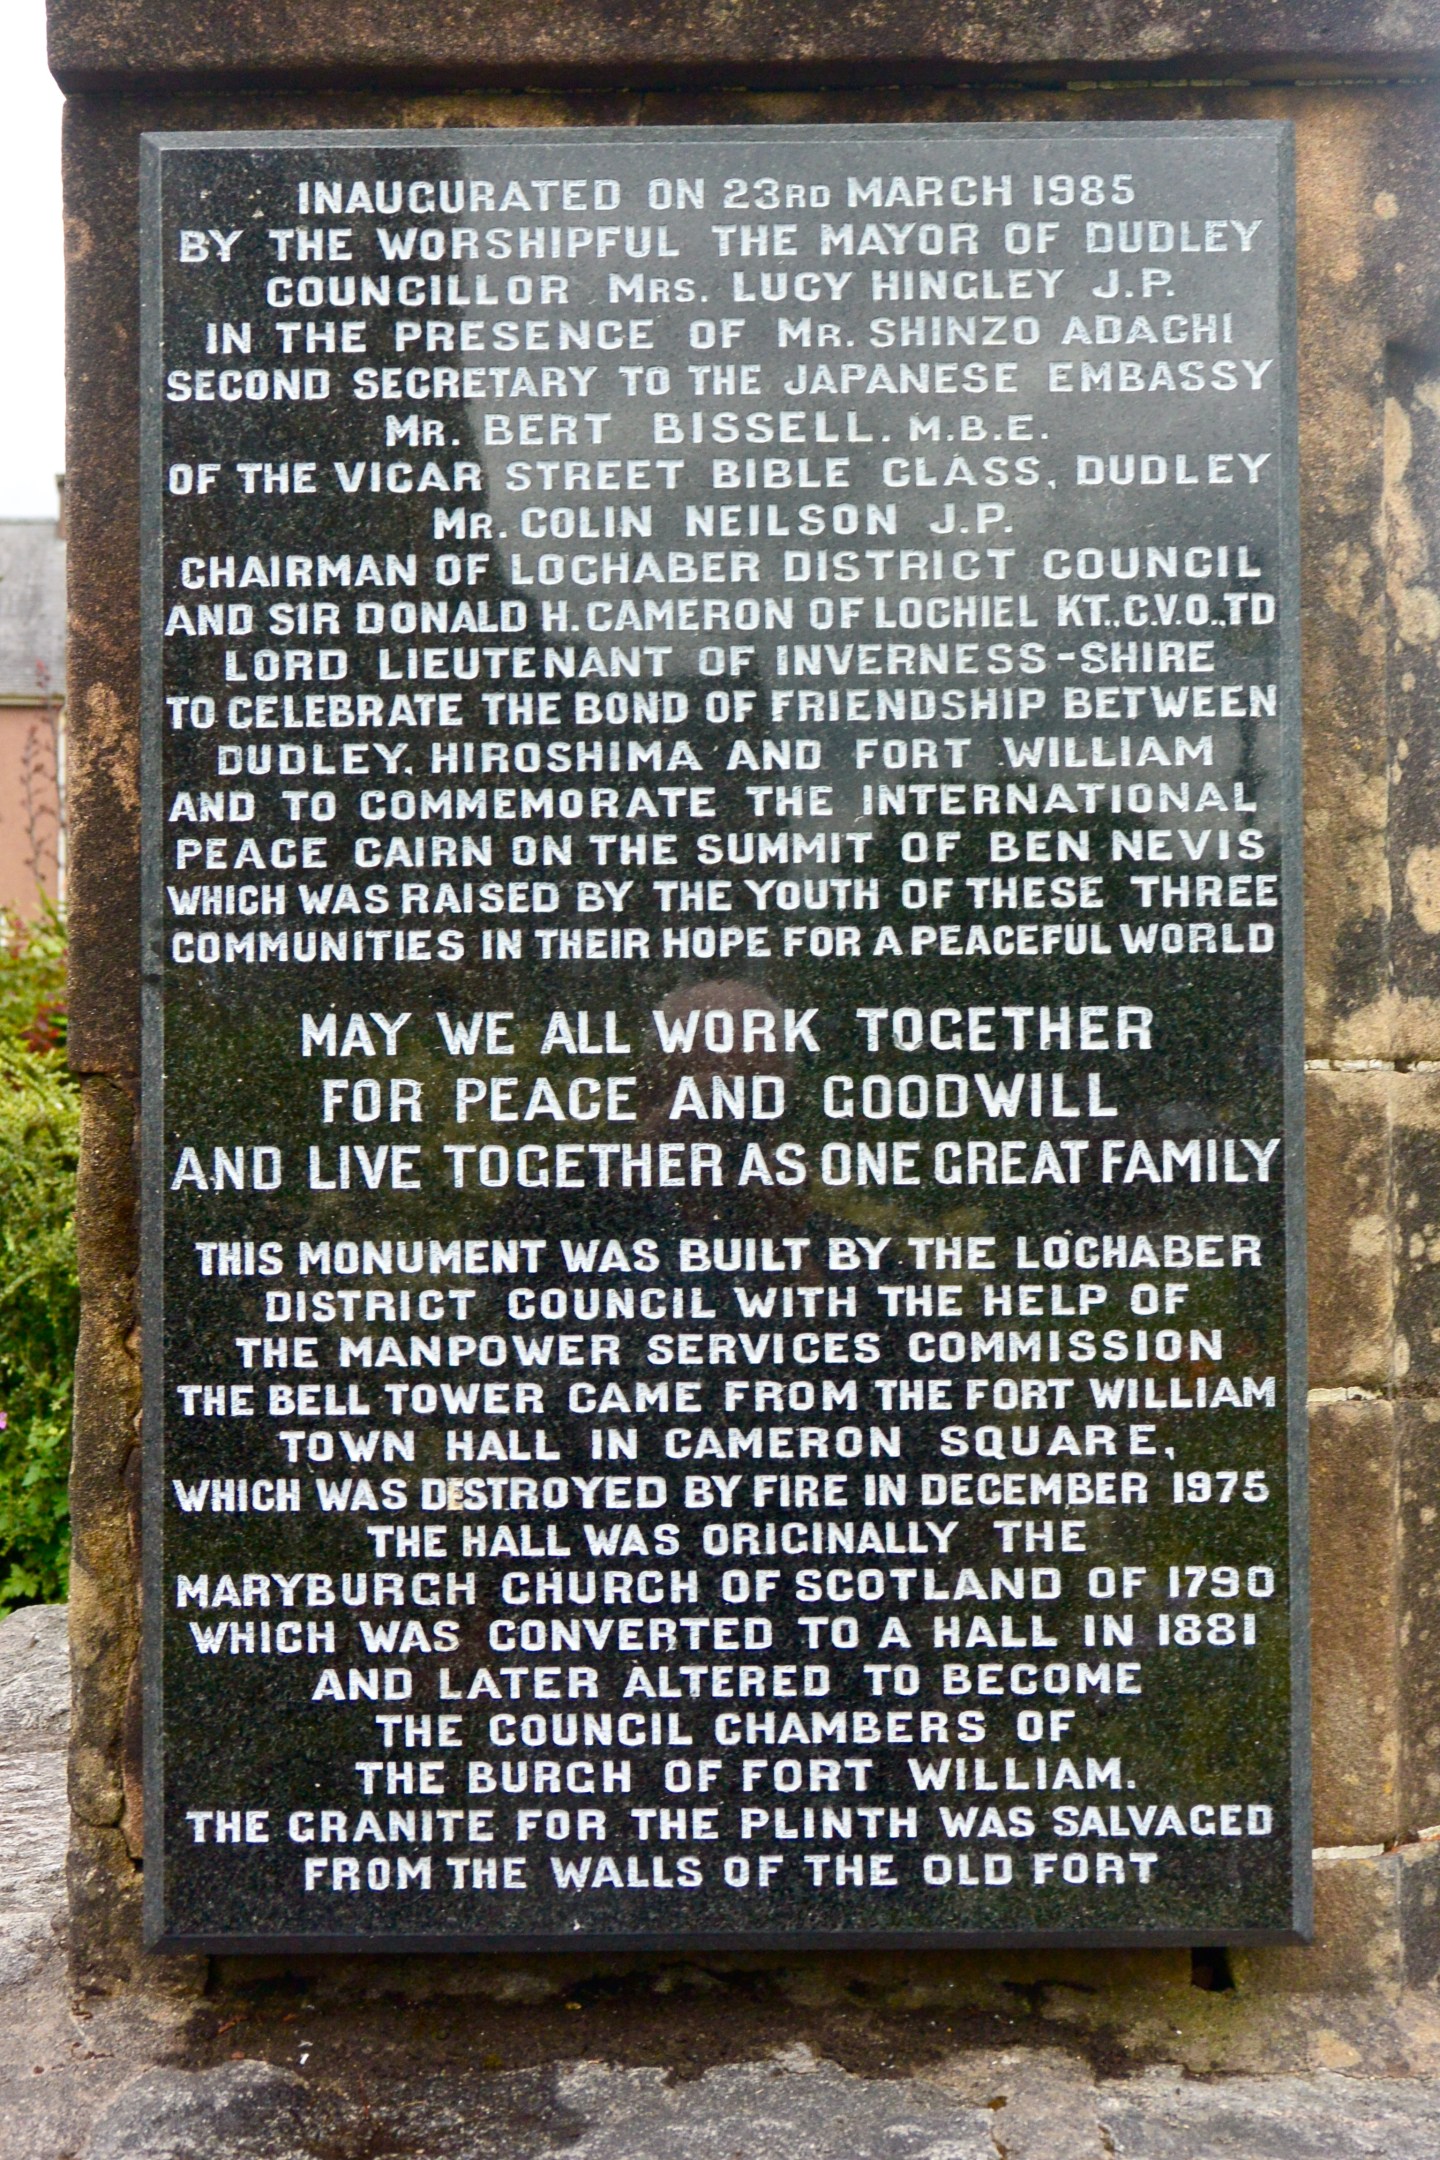 INAUGURATED ON 23RD MARCH 1985
BY THE WORSHIPFUL THE MAYOR OF DUDLEY
COUNCILLOR MRS. LUCY HINGLEY J.P.
IN THE PRESENCE OF MR. SHINZO ADACHI
SECOND SECRETARY TO THE JAPANESE EMBASSY
MR. BERT BISSELL. M.B.E.
OF THE VICAR STREET BIBLE CLASS, DUDLEY
MR. COLIN NEILSON J.P.
CHAIRMAN OF LOCHABER DISTRICT COUNCIL
AND SIR DONALD H. CAMERON OF LOCHIEL KT., C.V.O., TD
LORD LIEUTENANT OF INVERNESS-SHIRE
TO CELEBRATE THE BOND OF FRIENDSHIP BETWEEN
DUDLEY, HIROSHIMA AND FORT WILLIAM
AND TO COMMEMORATE THE INTERNATIONAL
PEACE CAIRN ON THE SUMMIT OF BEN NEVIS
WHICH WAS RAISED BY THE YOUTH OF THESE THREE
COMMUNITIES IN THEIR HOPE FOR A PEACEFUL WORLD
MAY WE ALL WORK TOGETHER
FOR PEACE AND GOODWILL
AND LIVE TOGETHER AS ONE GREAT FAMILY
THIS MONUMENT WAS BUILT BY THE LOCHABER
DISTRICT COUNCIL WITH THE HELP OF
THE MANPOWER SERVICES COMMISSION
THE BELL TOWER CAME FROM THE FORT WILLIAM
TOWN HALL IN CAMERON SQUARE,
WHICH WAS DESTROYED BY FIRE IN DECEMBER 1975
THE HALL WAS ORIGINALLY THE
MARYBURGH CHURCH OF SCOTLAND OF 1790
WHICH WAS CONVERTED TO A HALL IN 1881
AND LATER ALTERED TO BECOME
THE COUNCIL CHAMBERS OF
THE BURGH OF FORT WILLIAM.
THE GRANITE FOR THE PLINTH WAS SALVAGED
FROM THE WALLS OF THE OLD FORT